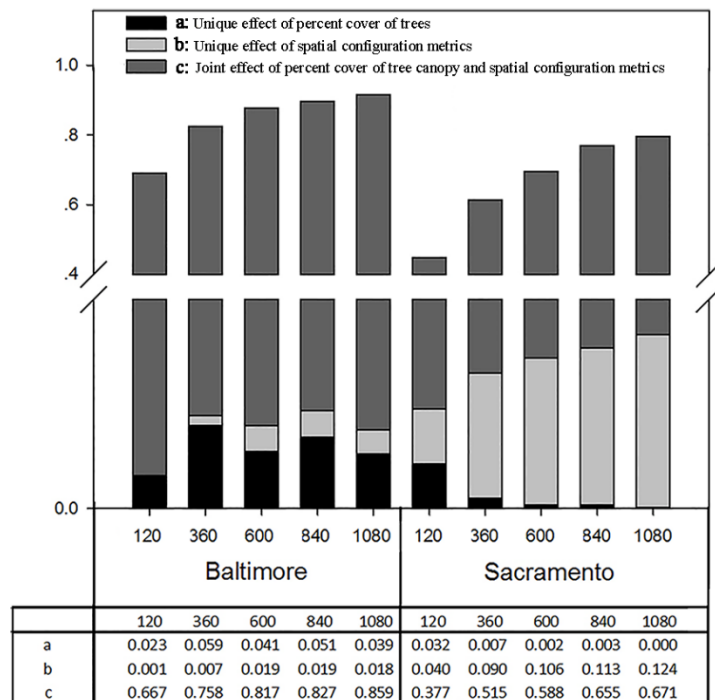 a: Unique effect of percent cover of trees
b: Unique effect of spatial configuration metrics
c: Joint effect of percent cover of tree canopy and spatial configuration metrics
1.0
.8
.6
.4
0.0
120 360 600 840 1080 120 360 600 840 1080
Baltimore Sacramento
120 360 600 840 1080 120 360 600 840 1080
a 0.023 0.059 0.041 0.051 0.039 0.032 0.007 0.002 0.003 0.000
b 0.001 0.007 0.019 0.019 0.018 0.040 0.090 0.106 0.113 0.124
c 0.667 0.758 0.817 0.827 0.859 0.377 0.515 0.588 0.655 0.671